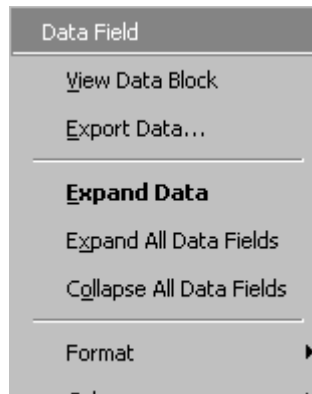 Data Field
View Data Block
Export Data...
Expand Data
Expand All Data Fields
Collapse All Data Fields
Format